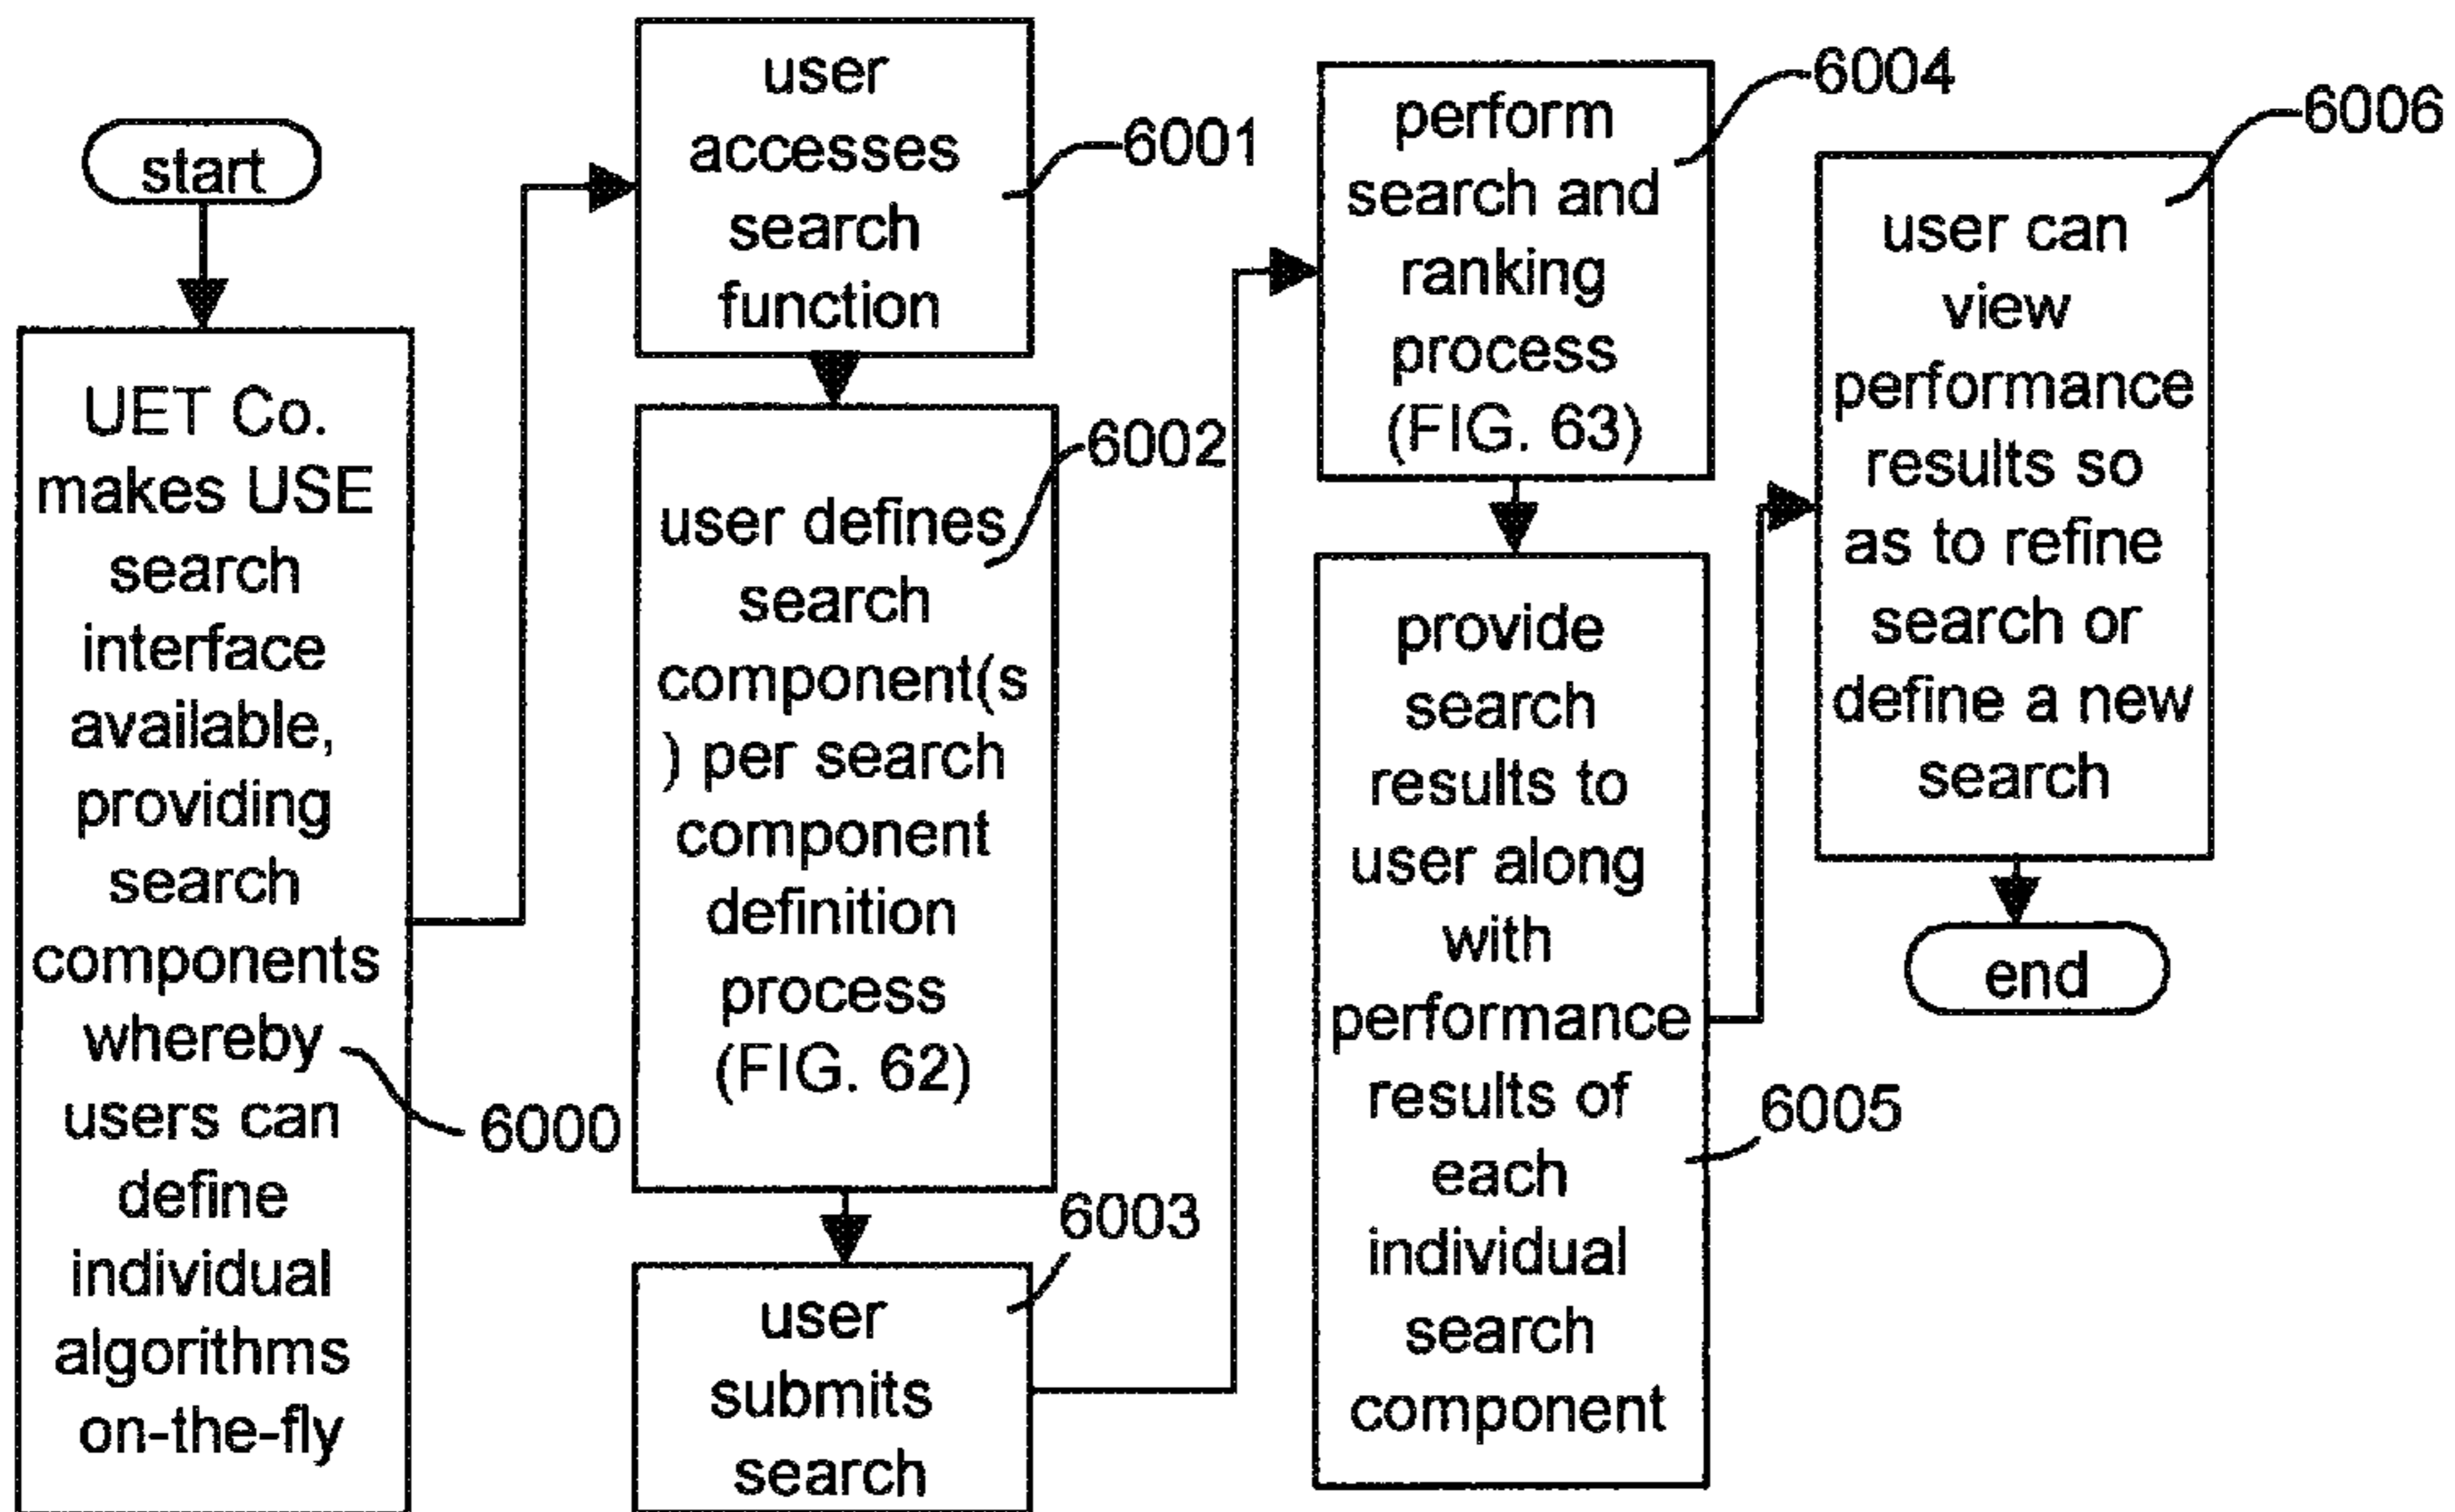 start
UET Co.
makes USE
search
interface
available,
providing
search
components
whereby
users can
define
individual
algorithms
on-the-fly
6000
user
accesses
search
function
6001
user defines
search
component(s
) per search
component
definition
process
(FIG. 62)
6002
user
submits
search
6003
perform
search and
ranking
process
(FIG. 63)
6004
provide
search
results to
user along
with
performance
results of
each
individual
search
component
6005
user can
view
performance
results so
as to refine
search or
define a new
search
6006
end